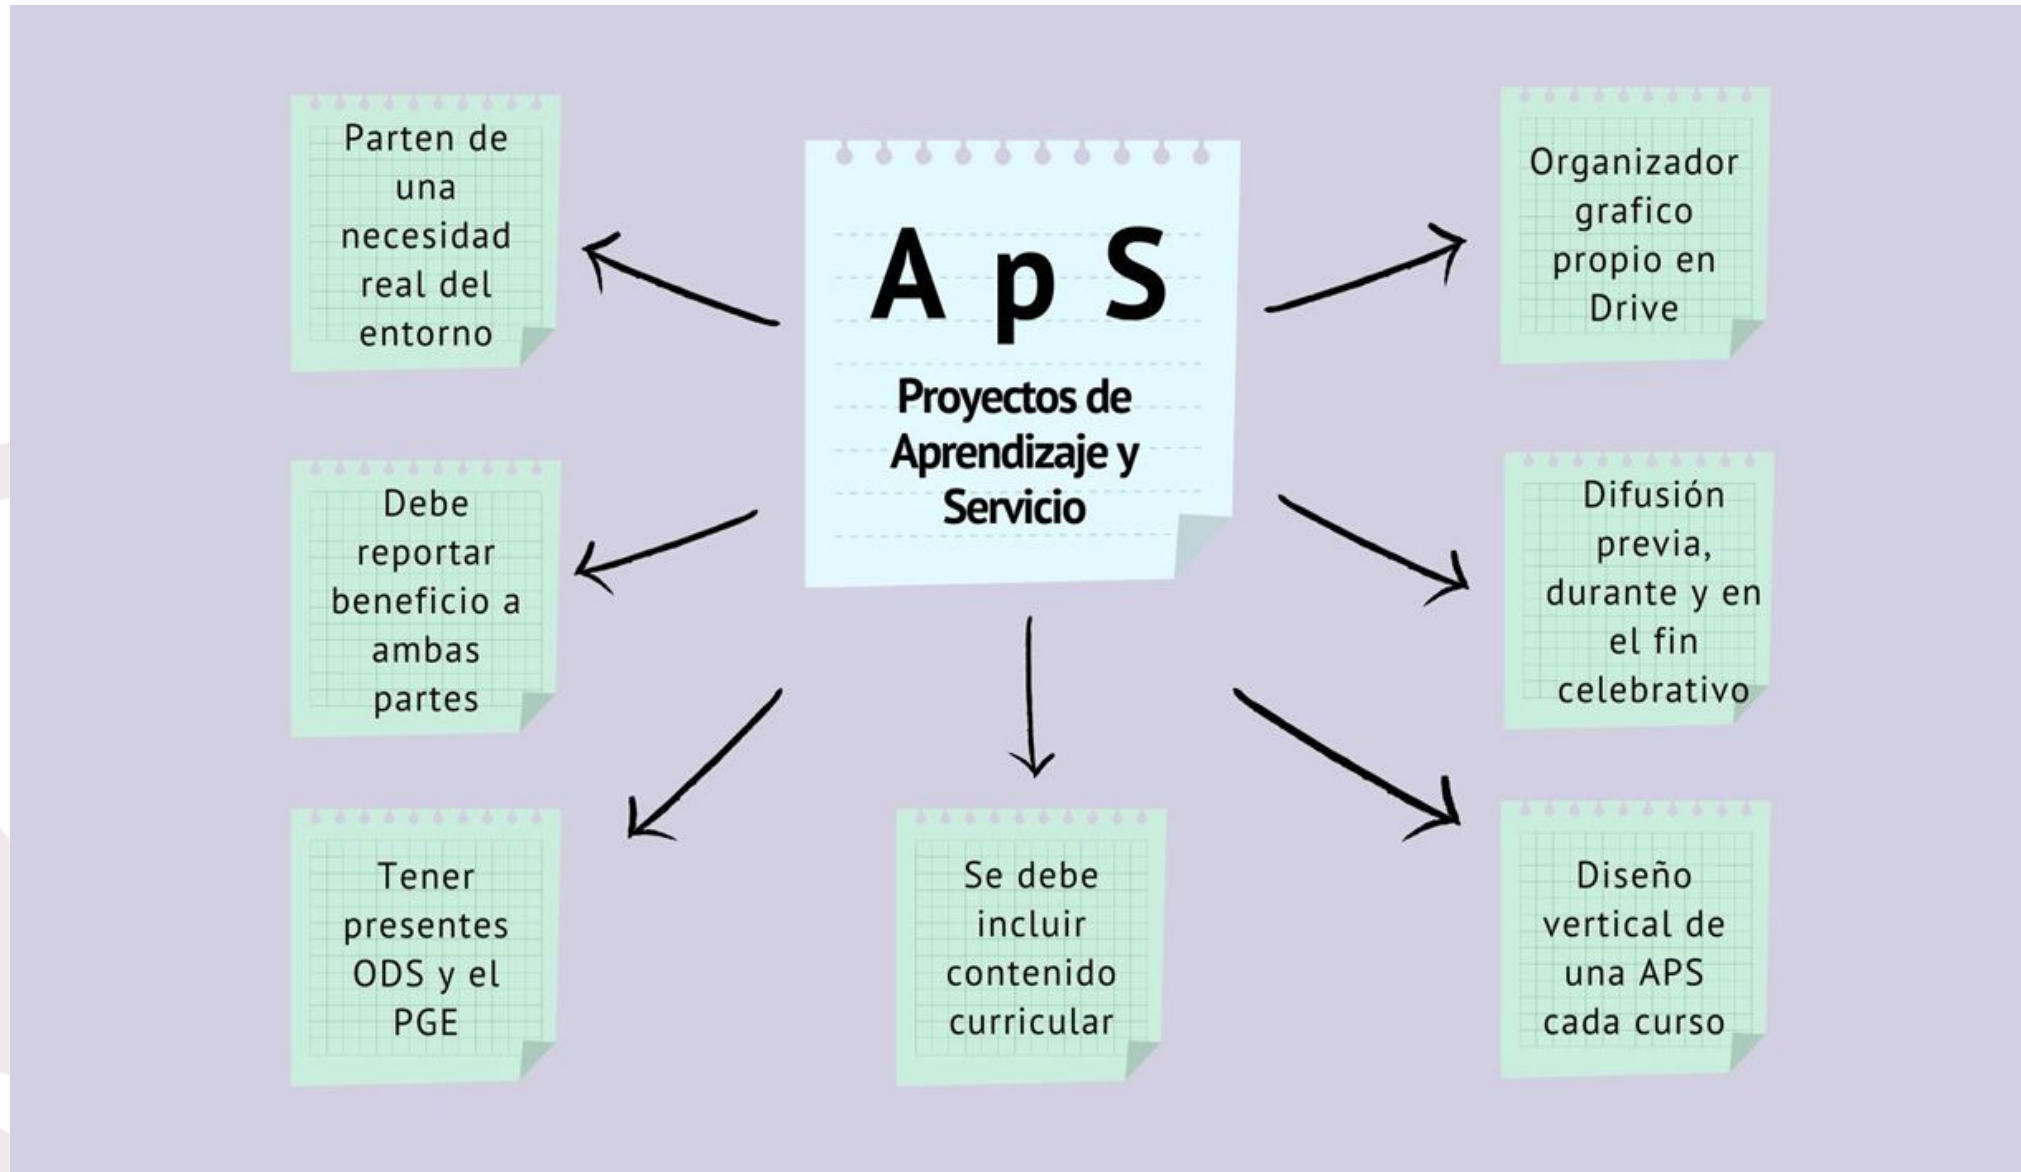 A p S
Proyectos de
Aprendizaje y
Servicio
Parten de
una
necesidad
real del
entorno
Debe
reportar
beneficio a
ambas
partes
Tener
presentes
ODS y el
PGE
Se debe
incluir
contenido
curricular
Organizador
grafico
propio en
Drive
Difusión
previa,
durante y en
el fin
celebrativo
Diseño
vertical de
una APS
cada curso